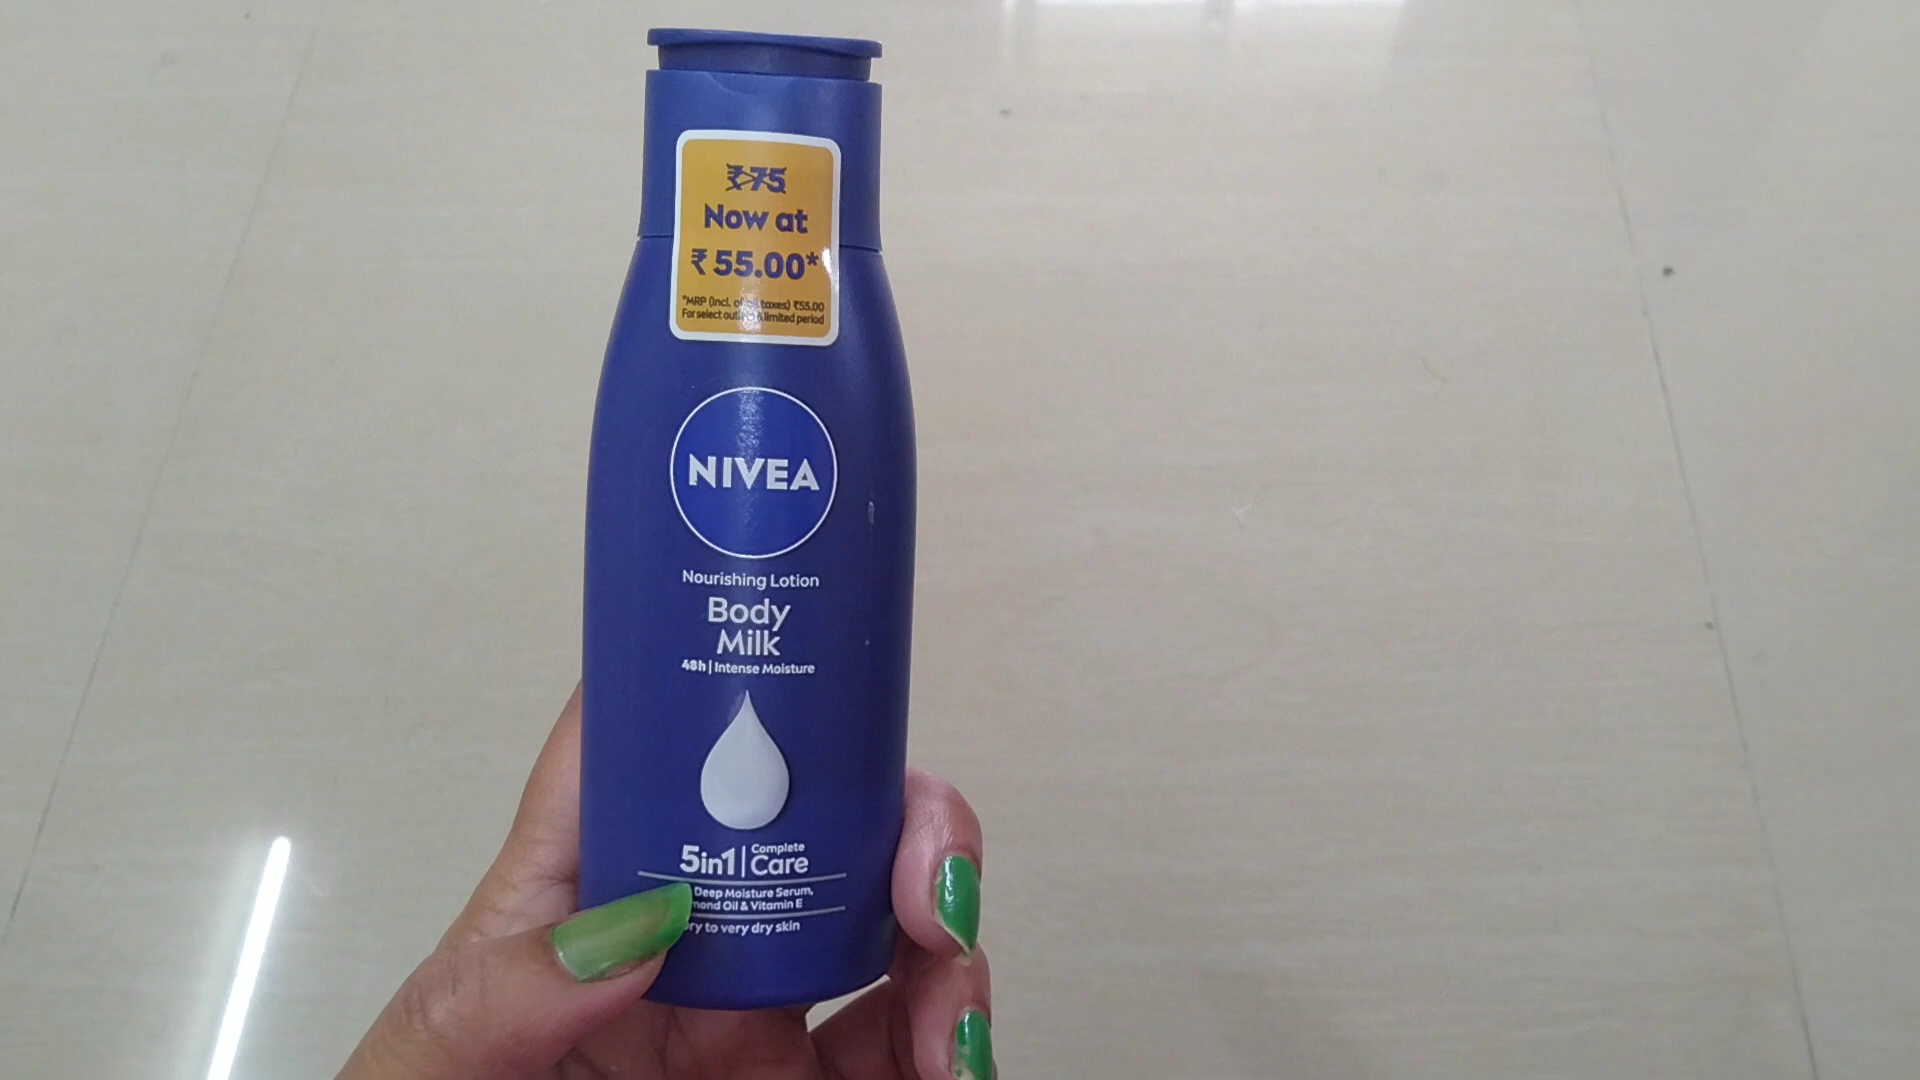 ₹75
Now at
₹55.00*
*MRP (incl. of all taxes) ₹55.00
For select & limited period
NIVEA
Nourishing Lotion
Body
Milk
48h | Intense Moisture
5in1 | Complete Care
Deep Moisture Serum,
mond Oil & Vitamin E
ry to very dry skin